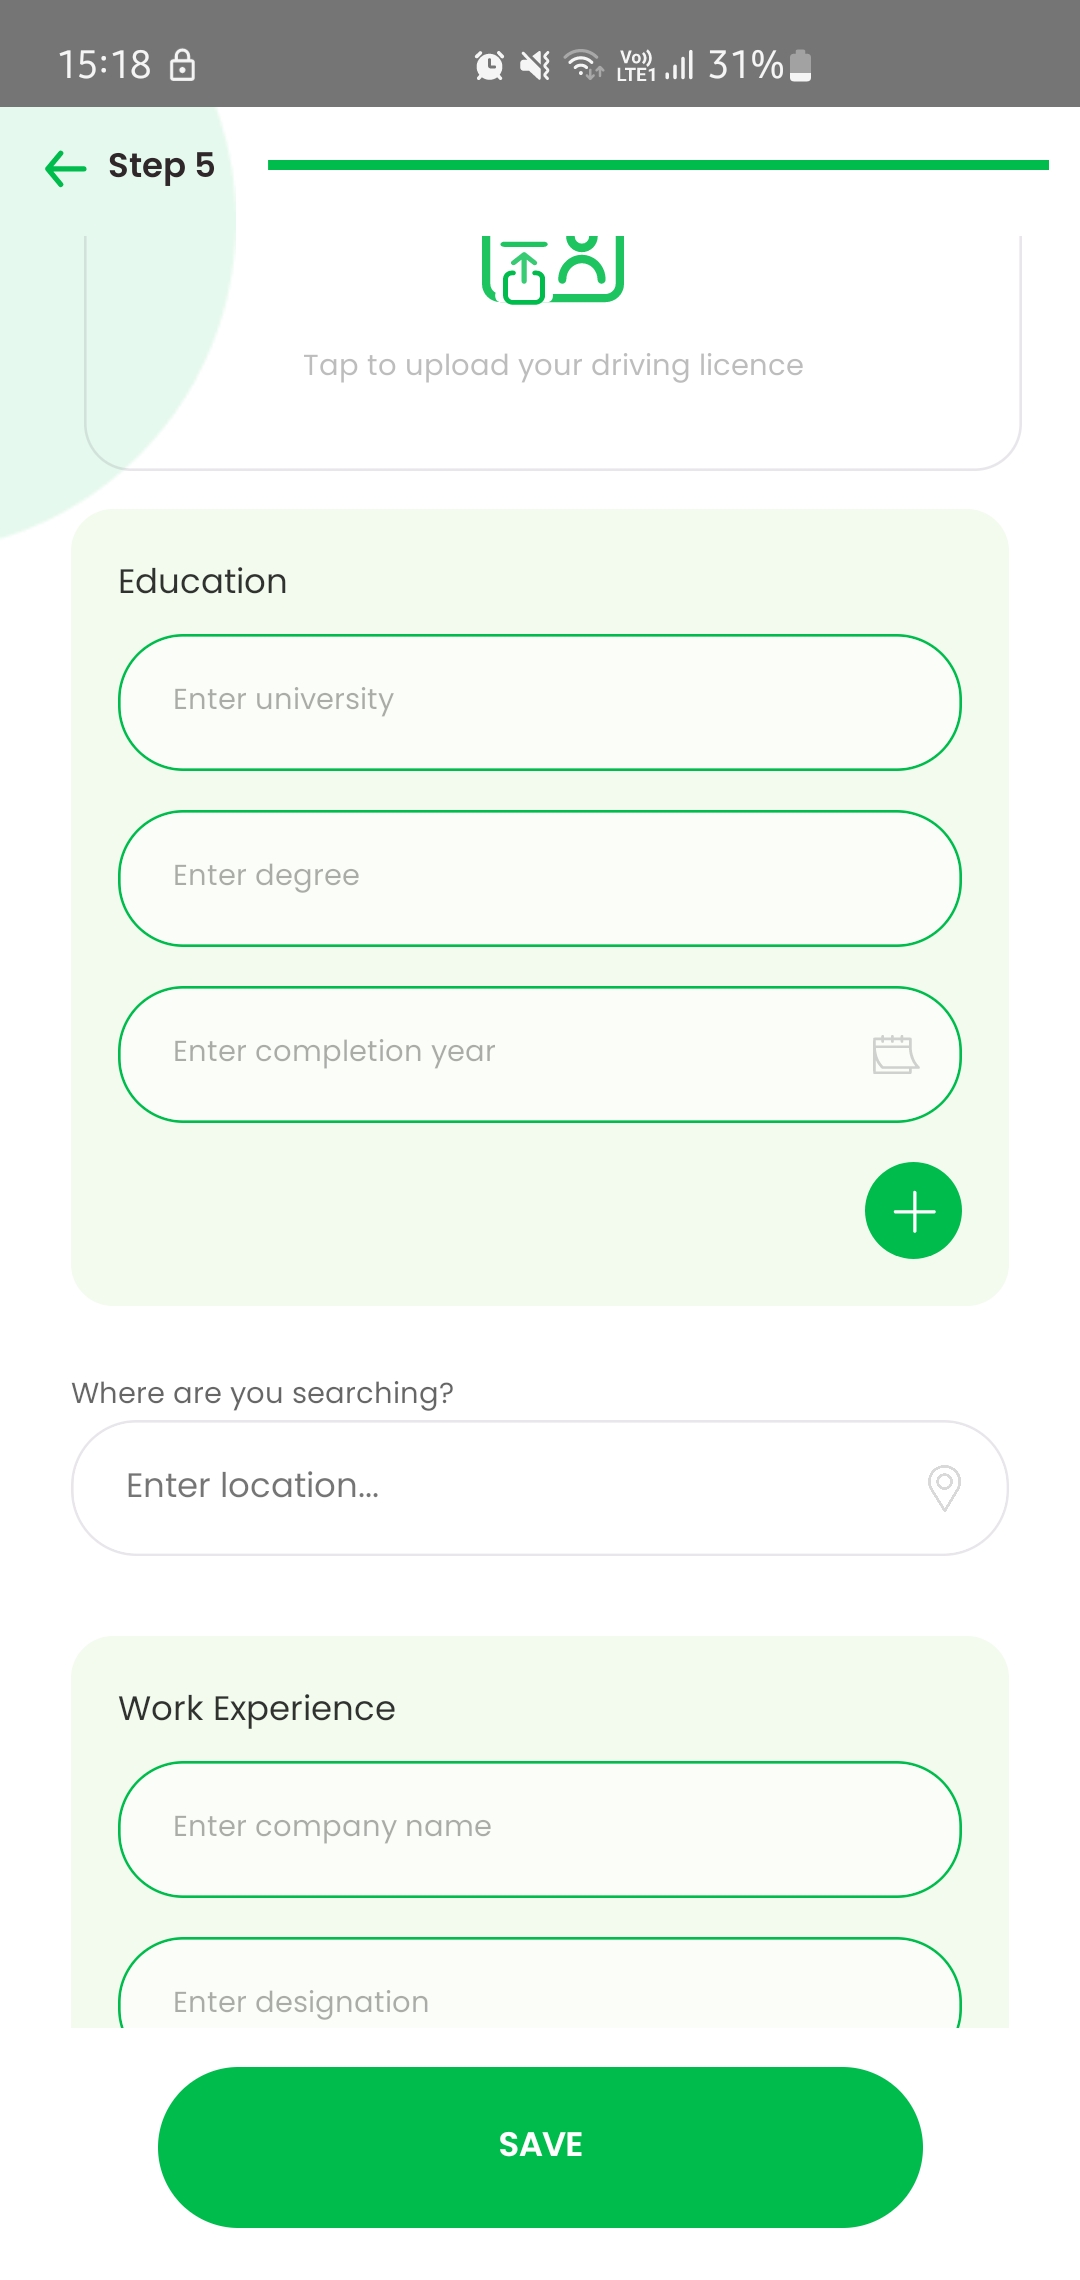 15:18
Vo)) LTE1 31%
Step 5
Tap to upload your driving licence
Education
Enter university
Enter degree
Enter completion year
Where are you searching?
Enter location...
Work Experience
Enter company name
Enter designation
SAVE